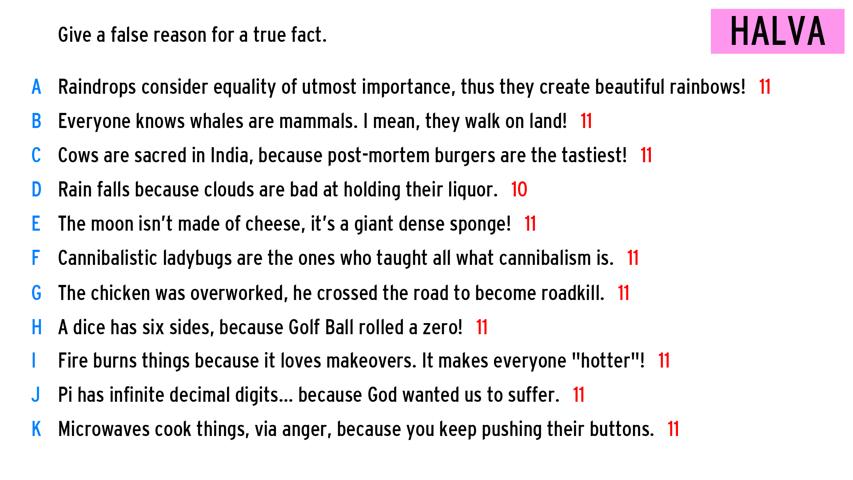 Give a false reason for a true fact.
HALVA
A Raindrops consider equality of utmost importance, thus they create beautiful rainbows! 11
B Everyone knows whales are mammals. I mean, they walk on land! 11
C Cows are sacred in India, because post-mortem burgers are the tastiest! 11
D Rain falls because clouds are bad at holding their liquor. 10
E The moon isn't made of cheese, it's a giant dense sponge! 11
F Cannibalistic ladybugs are the ones who taught all what cannibalism is. 11
G The chicken was overworked, he crossed the road to become roadkill. 11
H A dice has six sides, because Golf Ball rolled a zero! 11
I Fire burns things because it loves makeovers. It makes everyone "hotter"! 11
J Pi has infinite decimal digits... because God wanted us to suffer. 11
K Microwaves cook things, via anger, because you keep pushing their buttons. 11